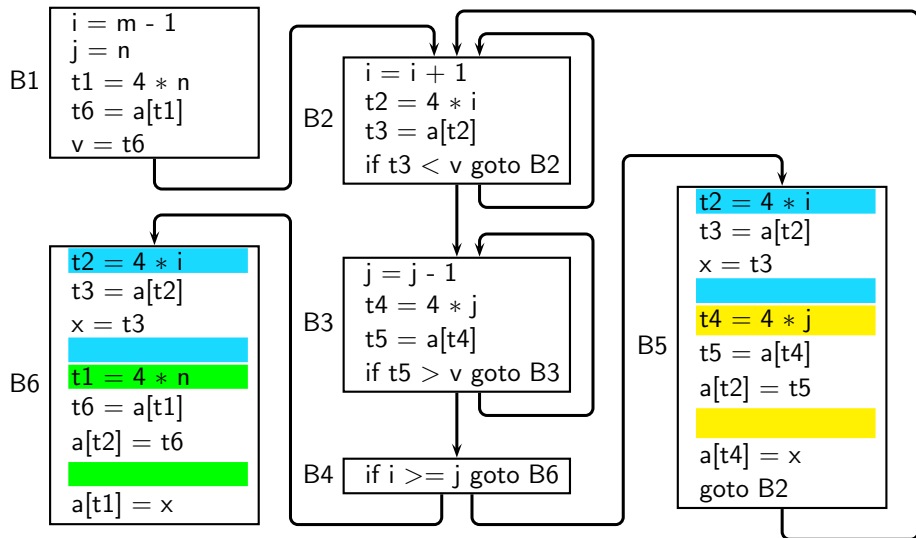 B1
i = m - 1
j = n
t1 = 4 * n
t6 = a[t1]
v = t6
B2
i = i + 1
t2 = 4 * i
t3 = a[t2]
if t3 < v goto B2
B3
j = j - 1
t4 = 4 * j
t5 = a[t4]
if t5 > v goto B3
B4
if i >= j goto B6
B5
t2 = 4 * i
t3 = a[t2]
x = t3
t4 = 4 * j
t5 = a[t4]
a[t2] = t5
a[t4] = x
goto B2
B6
t2 = 4 * i
t3 = a[t2]
x = t3
t1 = 4 * n
t6 = a[t1]
a[t2] = t6
a[t1] = x